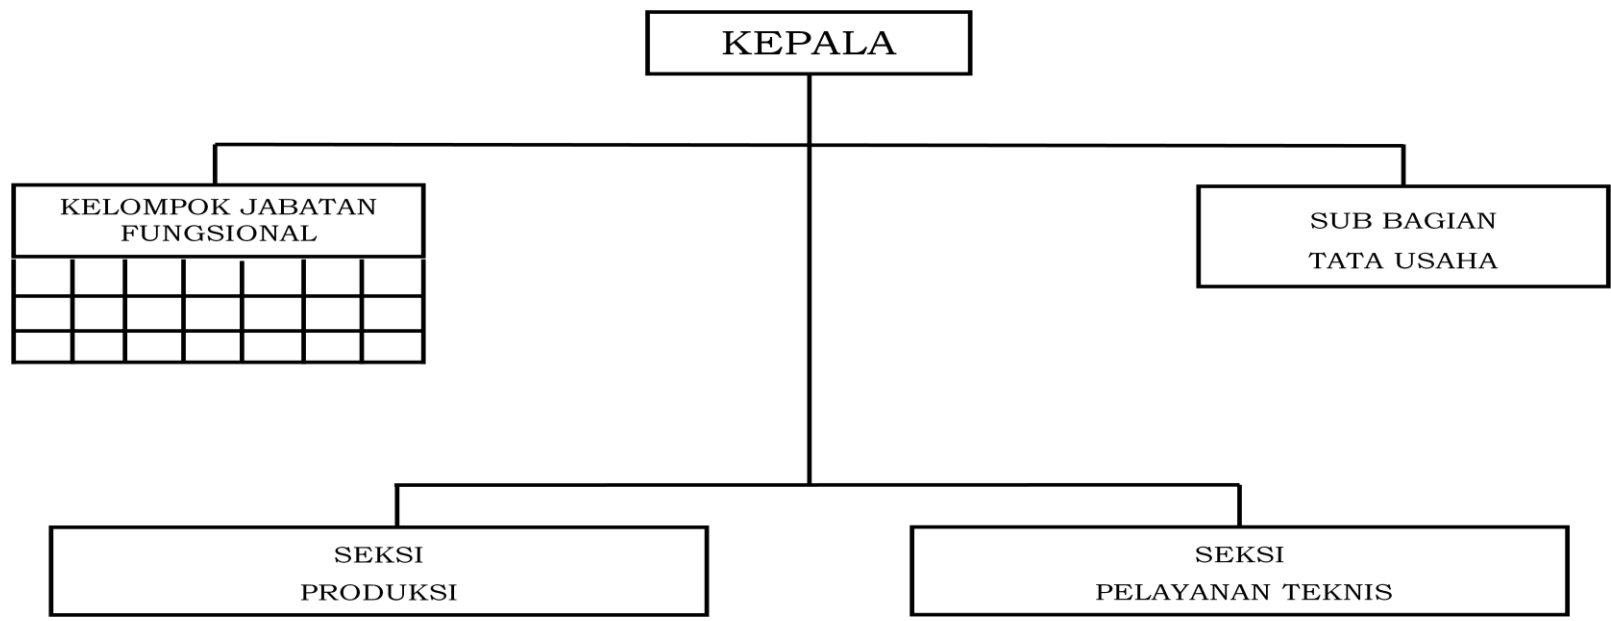 KEPALA
KELOMPOK JABATAN
FUNGSIONAL
SUB BAGIAN
TATA USAHA
SEKSI
PRODUKSI
SEKSI
PELAYANAN TEKNIS